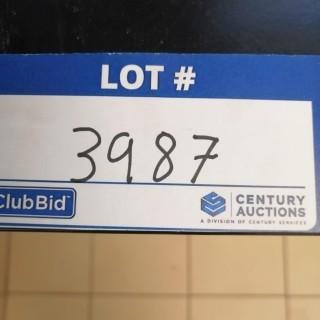 LOT #
3987
ClubBid
CENTURY
AUCTIONS
A DIVISION OF CENTURY SERVICES